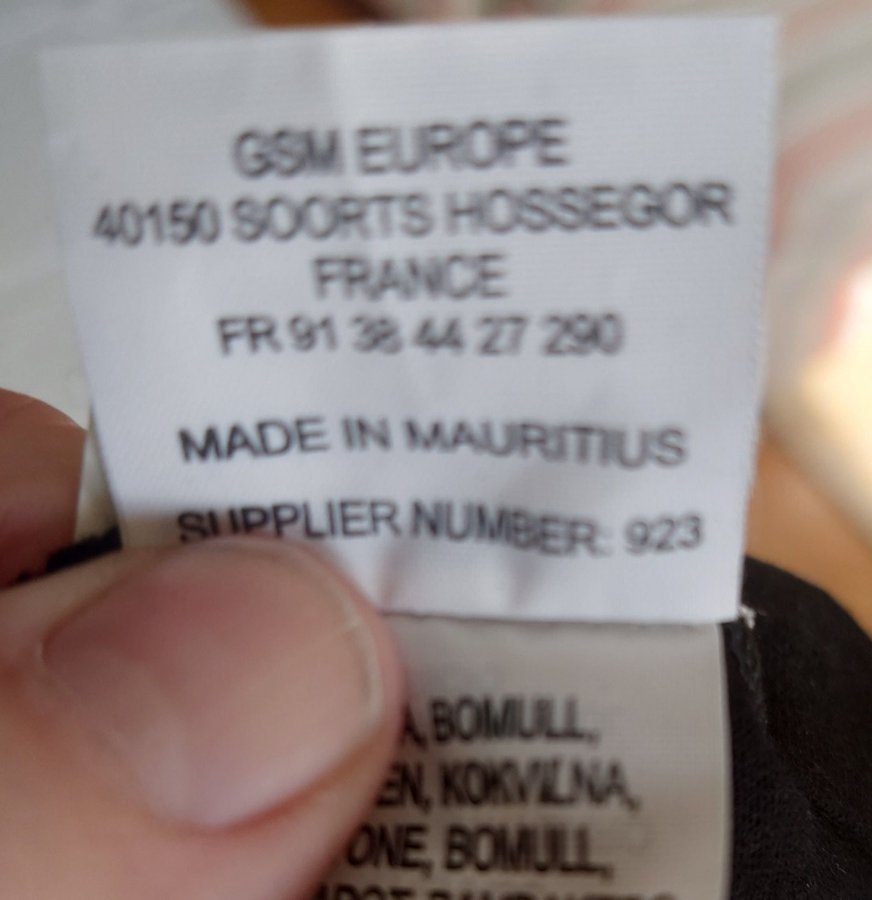 GSM EUROPE
40150 SOORTS HOSSEGOR
FRANCE
FR 91 38 44 27 290
MADE IN MAURITIUS
SUPPLIER NUMBER: 923
BOMULL,
KOKVILNA,
BOMULL,